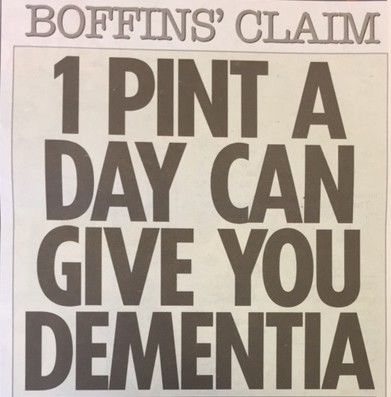 BOFFINS' CLAIM
1 PINT A
DAY CAN
GIVE YOU
DEMENTIA